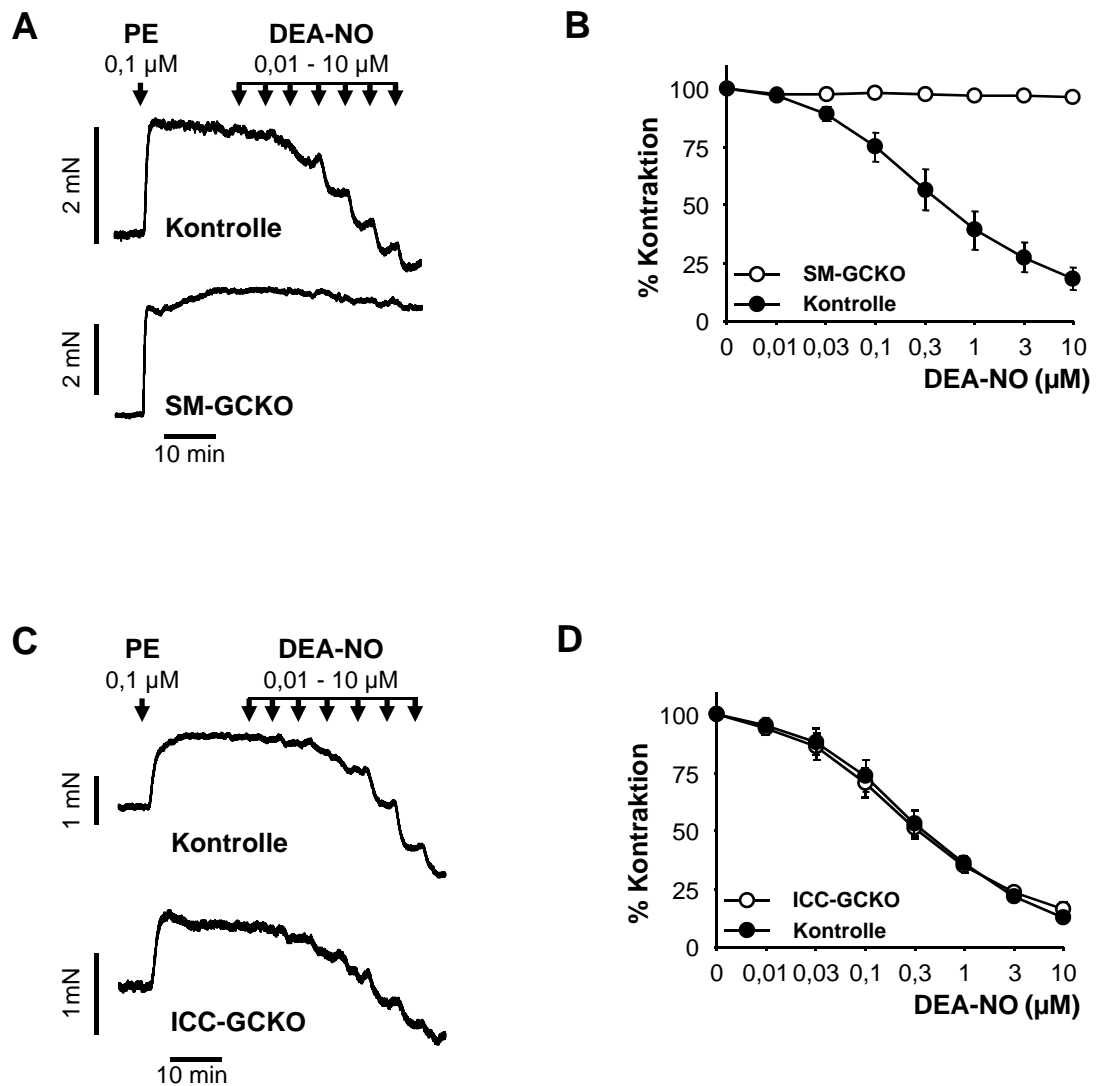 A
PE
0,1 µM
DEA-NO
0,01 - 10 µM
2 mN
Kontrolle
2 mN
SM-GCKO
10 min
B
% Kontraktion
100
75
50
25
0
SM-GCKO
Kontrolle
0 0,01 0,03 0,1 0,3 1 3 10
DEA-NO (µM)
C
PE
0,1 µM
DEA-NO
0,01 - 10 µM
1 mN
Kontrolle
1mN
ICC-GCKO
10 min
D
% Kontraktion
100
75
50
25
0
ICC-GCKO
Kontrolle
0 0,01 0,03 0,1 0,3 1 3 10
DEA-NO (µM)